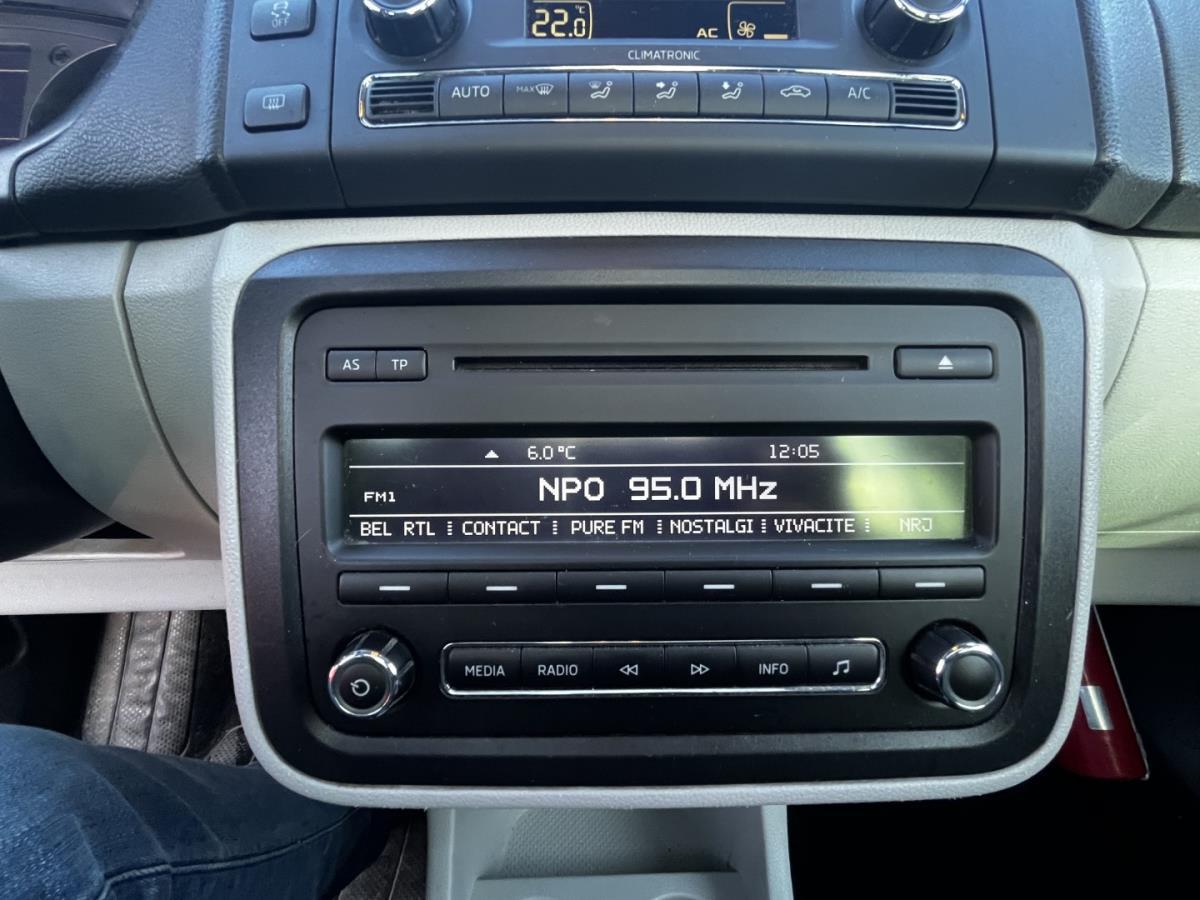 OFF
22.0 °C AC
CLIMATRONIC
AUTO MAX A/C
AS TP
6.0 °C 12:05
FM1 NPO 95.0 MHz
BEL RTL CONTACT PURE FM NOSTALGI VIVACITE NRJ
MEDIA RADIO INFO